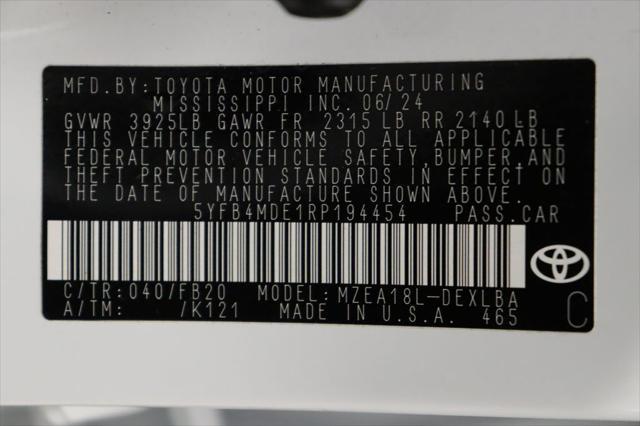 MFD. BY: TOYOTA MOTOR MANUFACTURING
MISSISSIPPI INC. 06/24
GVWR 3925LB GAWR FR 2315 LB RR 2140 LB
THIS VEHICLE CONFORMS TO ALL APPLICABLE
FEDERAL MOTOR VEHICLE SAFETY, BUMPER, AND
THEFT PREVENTION STANDARDS IN EFFECT ON
THE DATE OF MANUFACTURE SHOWN ABOVE.
5YFB4MDE1RP194454 PASS. CAR
C/TR: 040/FB20 MODEL: MZEA18L-DEXLBA
A/TM: /K121 MADE IN U.S.A. 465 C